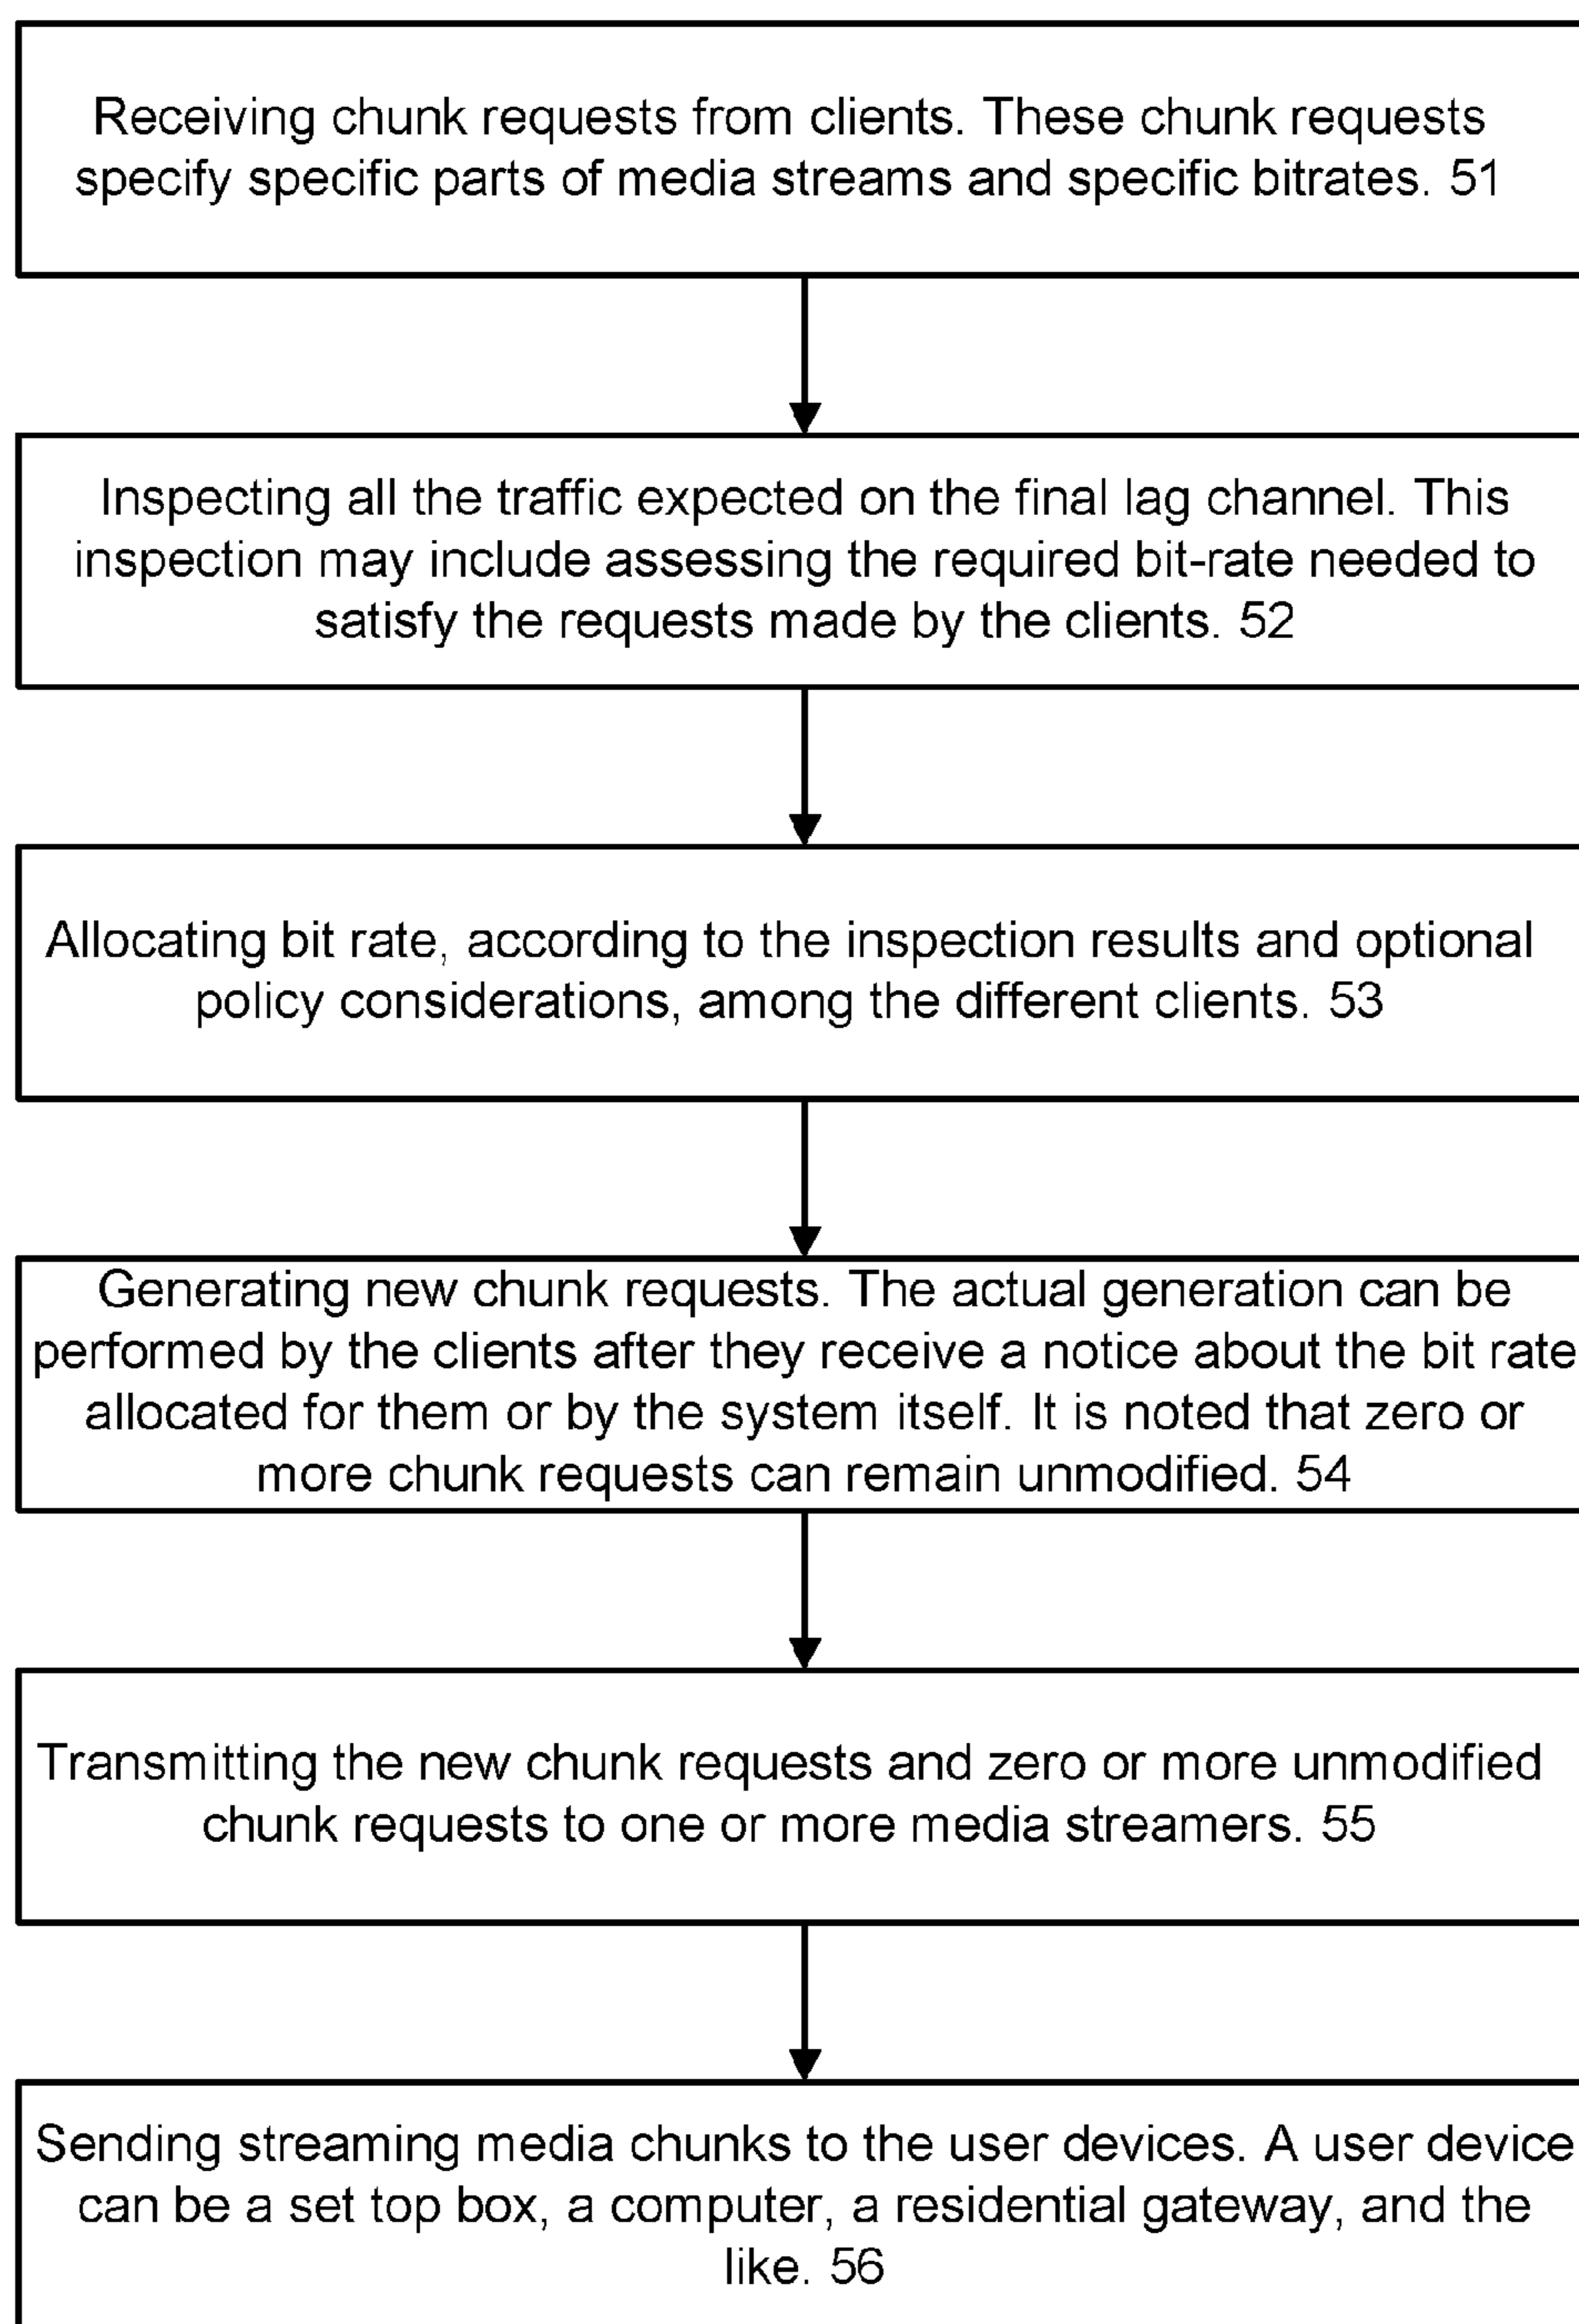 Receiving chunk requests from clients. These chunk requests
specify specific parts of media streams and specific bitrates. 51
Inspecting all the traffic expected on the final lag channel. This
inspection may include assessing the required bit-rate needed to
satisfy the requests made by the clients. 52
Allocating bit rate, according to the inspection results and optional
policy considerations, among the different clients. 53
Generating new chunk requests. The actual generation can be
performed by the clients after they receive a notice about the bit rate
allocated for them or by the system itself. It is noted that zero or
more chunk requests can remain unmodified. 54
Transmitting the new chunk requests and zero or more unmodified
chunk requests to one or more media streamers. 55
Sending streaming media chunks to the user devices. A user device
can be a set top box, a computer, a residential gateway, and the
like. 56